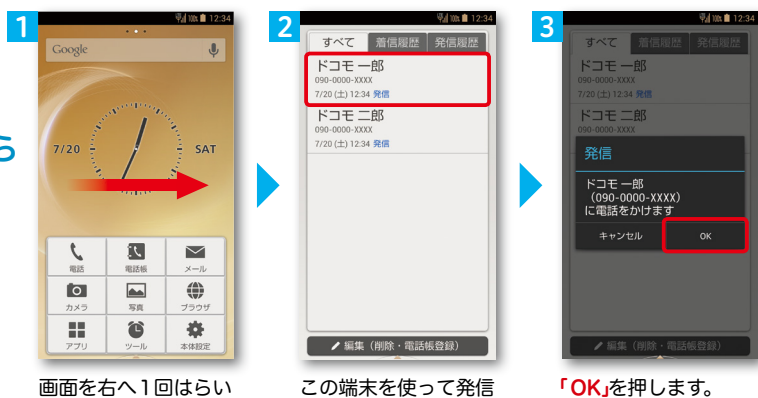 ら
1
100% 12:34
Google
7/20
SAT
電話
電話帳
メール
カメラ
写真
ブラウザ
アプリ
ツール
本体設定
画面を右へ1回はらい
2
100% 12:34
すべて 着信履歴 発信履歴
ドコモ 一郎
090-0000-XXXX
7/20 (土) 12:34 発信
ドコモ 二郎
090-0000-XXXX
7/20 (土) 12:34 発信
編集（削除・電話帳登録）
この端末を使って発信
3
100% 12:34
すべて 着信履歴 発信履歴
ドコモ 一郎
090-0000-XXXX
7/20 (土) 12:34 発信
ドコモ 二郎
090-0000-XXXX
発信
ドコモ 一郎
（090-0000-XXXX）
に電話をかけます
キャンセル OK
編集（削除・電話帳登録）
「OK」を押します。